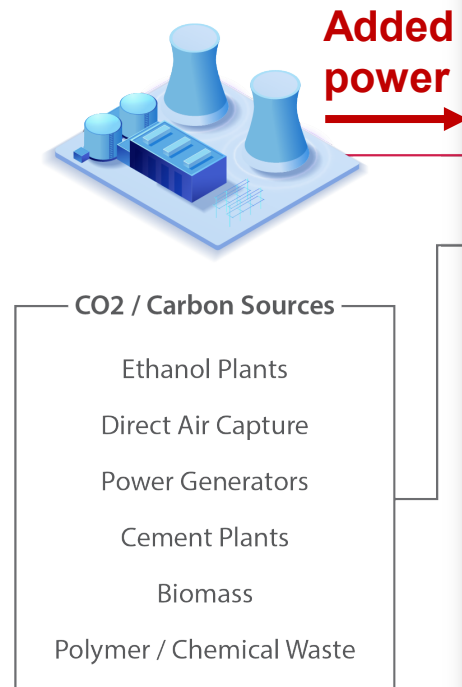 Added
power
CO2 / Carbon Sources
Ethanol Plants
Direct Air Capture
Power Generators
Cement Plants
Biomass
Polymer / Chemical Waste